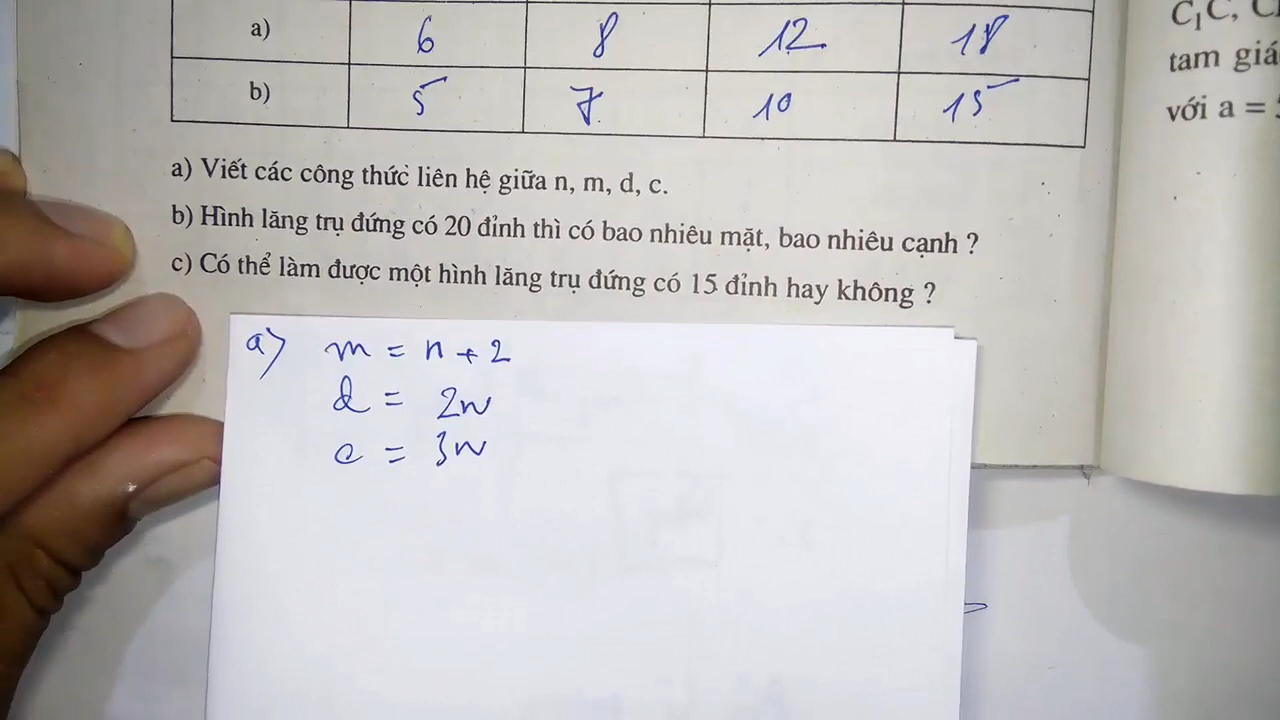 a) 6 8 12 18
b) 5 7 10 15
a) Viết các công thức liên hệ giữa n, m, d, c.
b) Hình lăng trụ đứng có 20 đỉnh thì có bao nhiêu mặt, bao nhiêu cạnh ?
c) Có thể làm được một hình lăng trụ đứng có 15 đỉnh hay không ?
a) m = n + 2
d = 2n
c = 3n
C₁C,
tam giá
với a =